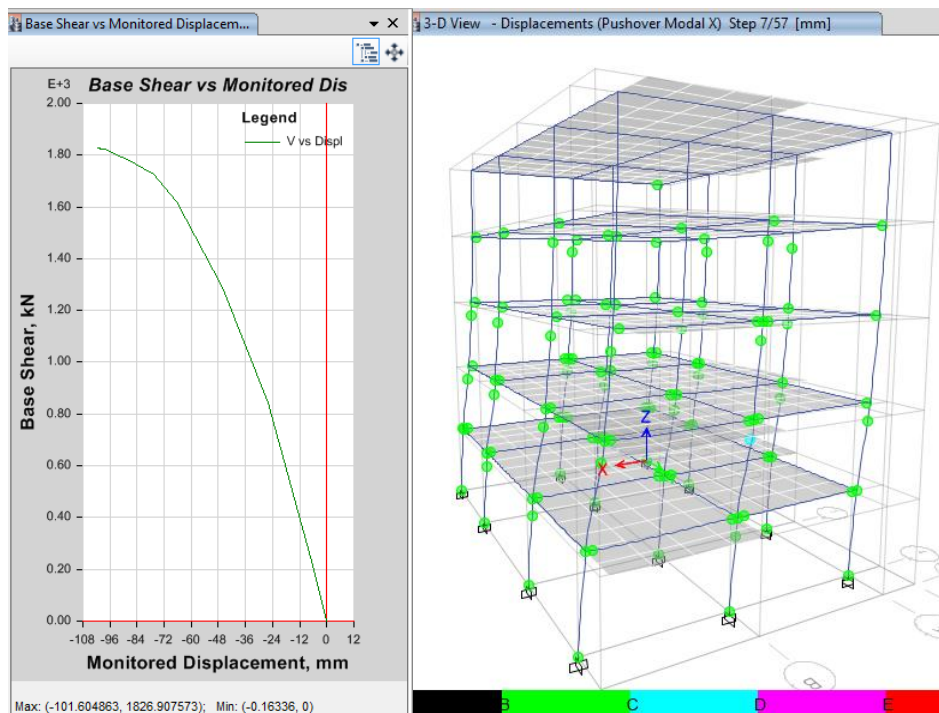 Base Shear vs Monitored Displacem...
3-D View - Displacements (Pushover Modal X) Step 7/57 [mm]
E+3 Base Shear vs Monitored Dis
2.00
Legend
V vs Displ
1.80
1.60
1.40
1.20
1.00
0.80
0.60
0.40
0.20
0.00
Base Shear, kN
-108 -96 -84 -72 -60 -48 -36 -24 -12 0 12
Monitored Displacement, mm
Max: (-101.604863, 1826.907573); Min: (-0.16336, 0)
Z
X
B
B C D E